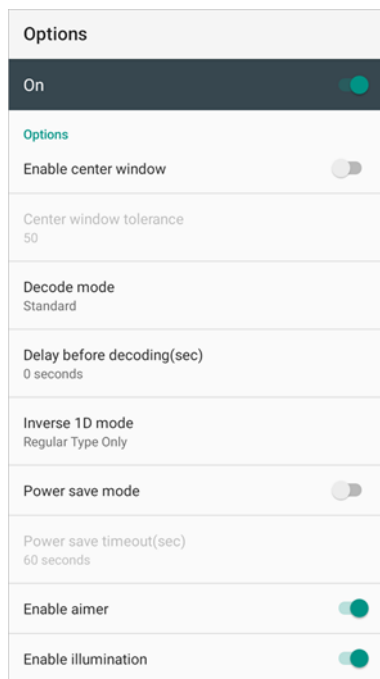 Options
On
Options
Enable center window
Center window tolerance
50
Decode mode
Standard
Delay before decoding(sec)
0 seconds
Inverse 1D mode
Regular Type Only
Power save mode
Power save timeout(sec)
60 seconds
Enable aimer
Enable illumination